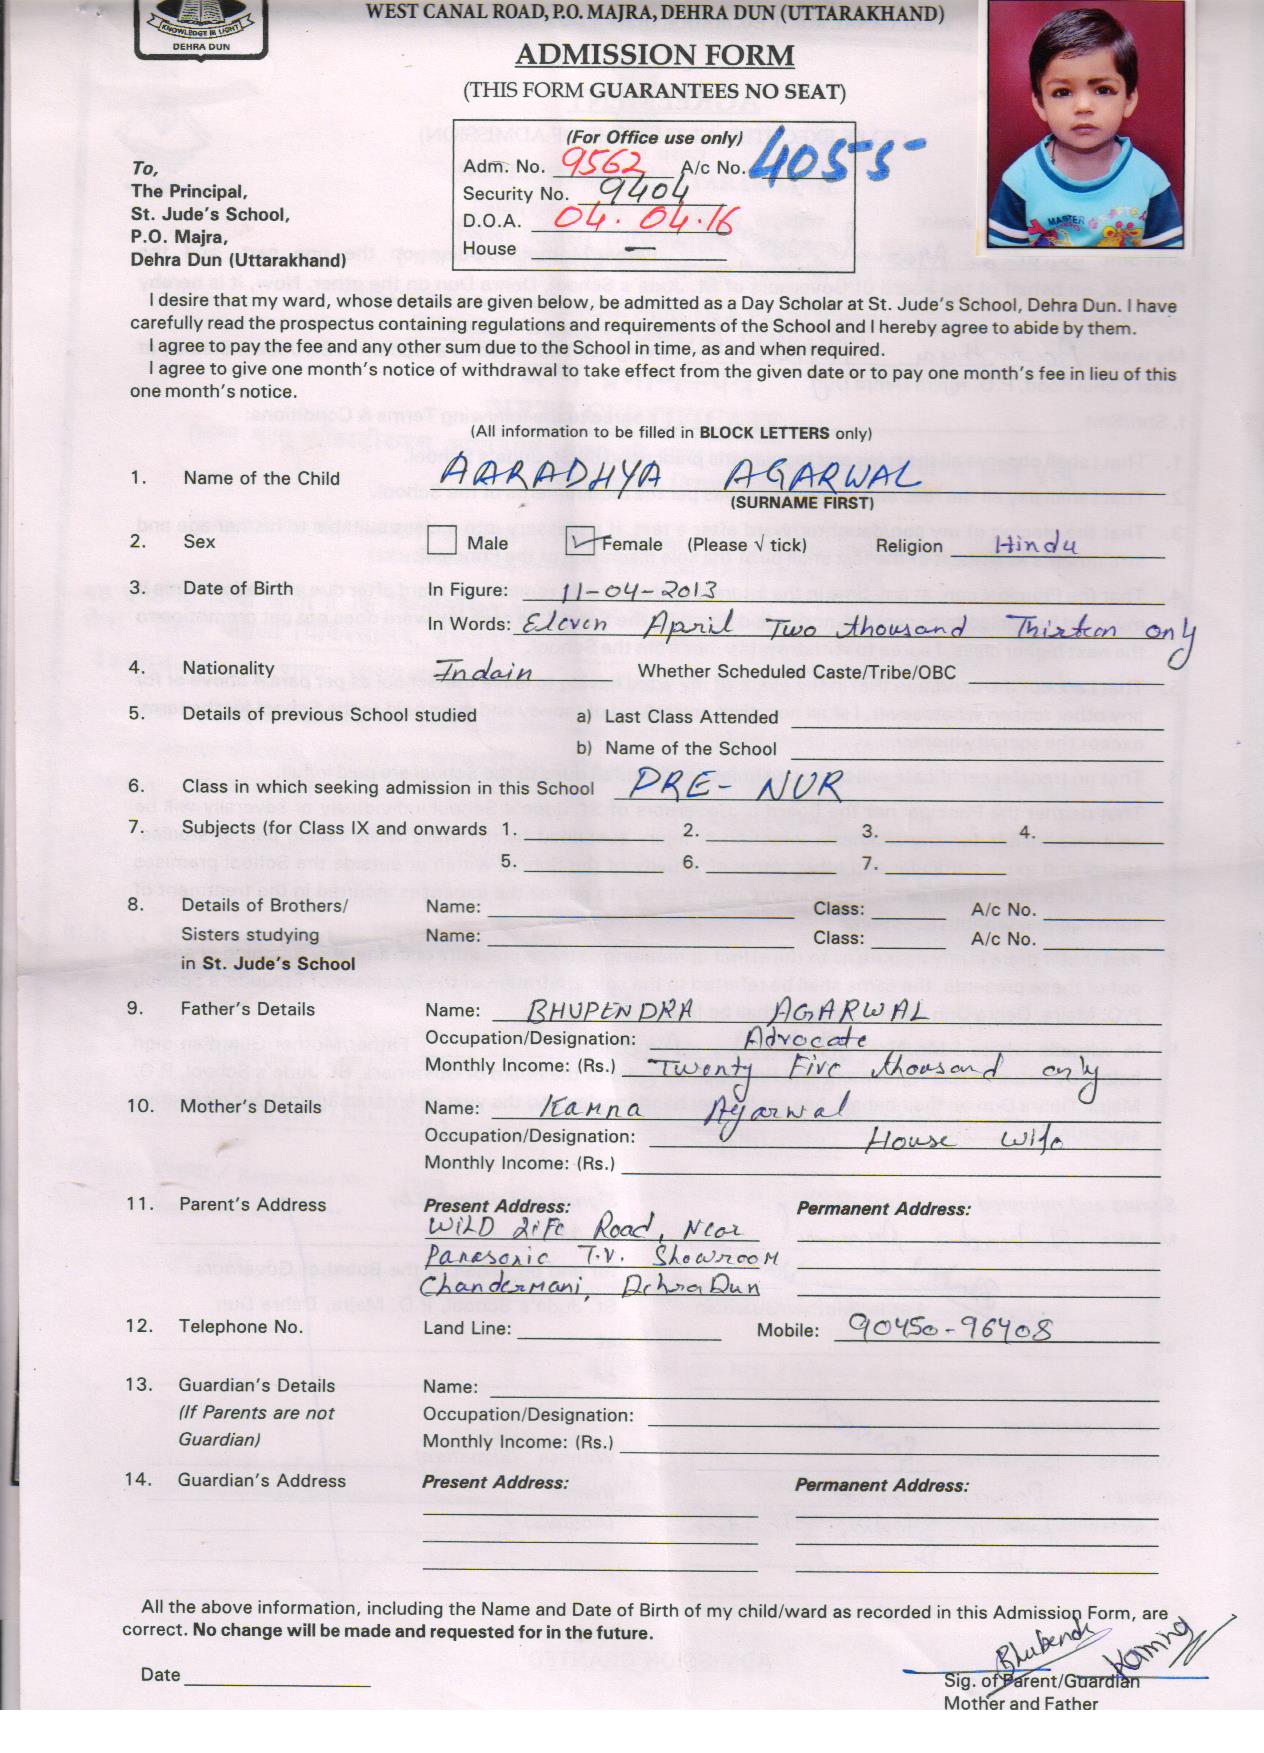 KNOWLEDGE IS LIGHT
DEHRA DUN
WEST CANAL ROAD, P.O. MAJRA, DEHRA DUN (UTTARAKHAND)
ADMISSION FORM
(THIS FORM GUARANTEES NO SEAT)
(For Office use only)
Adm. No. 9562 A/c No. 4055
Security No. 9404
D.O.A. 04.04.16
House —
To,
The Principal,
St. Jude's School,
P.O. Majra,
Dehra Dun (Uttarakhand)
I desire that my ward, whose details are given below, be admitted as a Day Scholar at St. Jude's School, Dehra Dun. I have
carefully read the prospectus containing regulations and requirements of the School and I hereby agree to abide by them.
I agree to pay the fee and any other sum due to the School in time, as and when required.
I agree to give one month's notice of withdrawal to take effect from the given date or to pay one month's fee in lieu of this
one month's notice.
(All information to be filled in BLOCK LETTERS only)
1. Name of the Child AARADHYA AGARWAL
(SURNAME FIRST)
2. Sex Male Female (Please √ tick) Religion Hindu
3. Date of Birth In Figure: 11-04-2013
In Words: Eleven April Two thousand Thirteen only
4. Nationality Indain Whether Scheduled Caste/Tribe/OBC
5. Details of previous School studied a) Last Class Attended
b) Name of the School
6. Class in which seeking admission in this School PRE-NUR
7. Subjects (for Class IX and onwards 1. 2. 3. 4.
5. 6. 7.
8. Details of Brothers/ Name: Class: A/c No.
Sisters studying Name: Class: A/c No.
in St. Jude's School
9. Father's Details Name: BHUPENDRA AGARWAL
Occupation/Designation: Advocate
Monthly Income: (Rs.) Twenty Five thousand only
10. Mother's Details Name: Kamna Agarwal
Occupation/Designation: House wife
Monthly Income: (Rs.)
11. Parent's Address Present Address: Permanent Address:
WILD Life Road, Near
Panasonic T.V. Showroom
Chandermani, DehraDun
12. Telephone No. Land Line: Mobile: 90450-96408
13. Guardian's Details Name:
(If Parents are not Occupation/Designation:
Guardian) Monthly Income: (Rs.)
14. Guardian's Address Present Address: Permanent Address:
All the above information, including the Name and Date of Birth of my child/ward as recorded in this Admission Form, are
correct. No change will be made and requested for in the future.
Date
Sig. of Parent/Guardian
Mother and Father